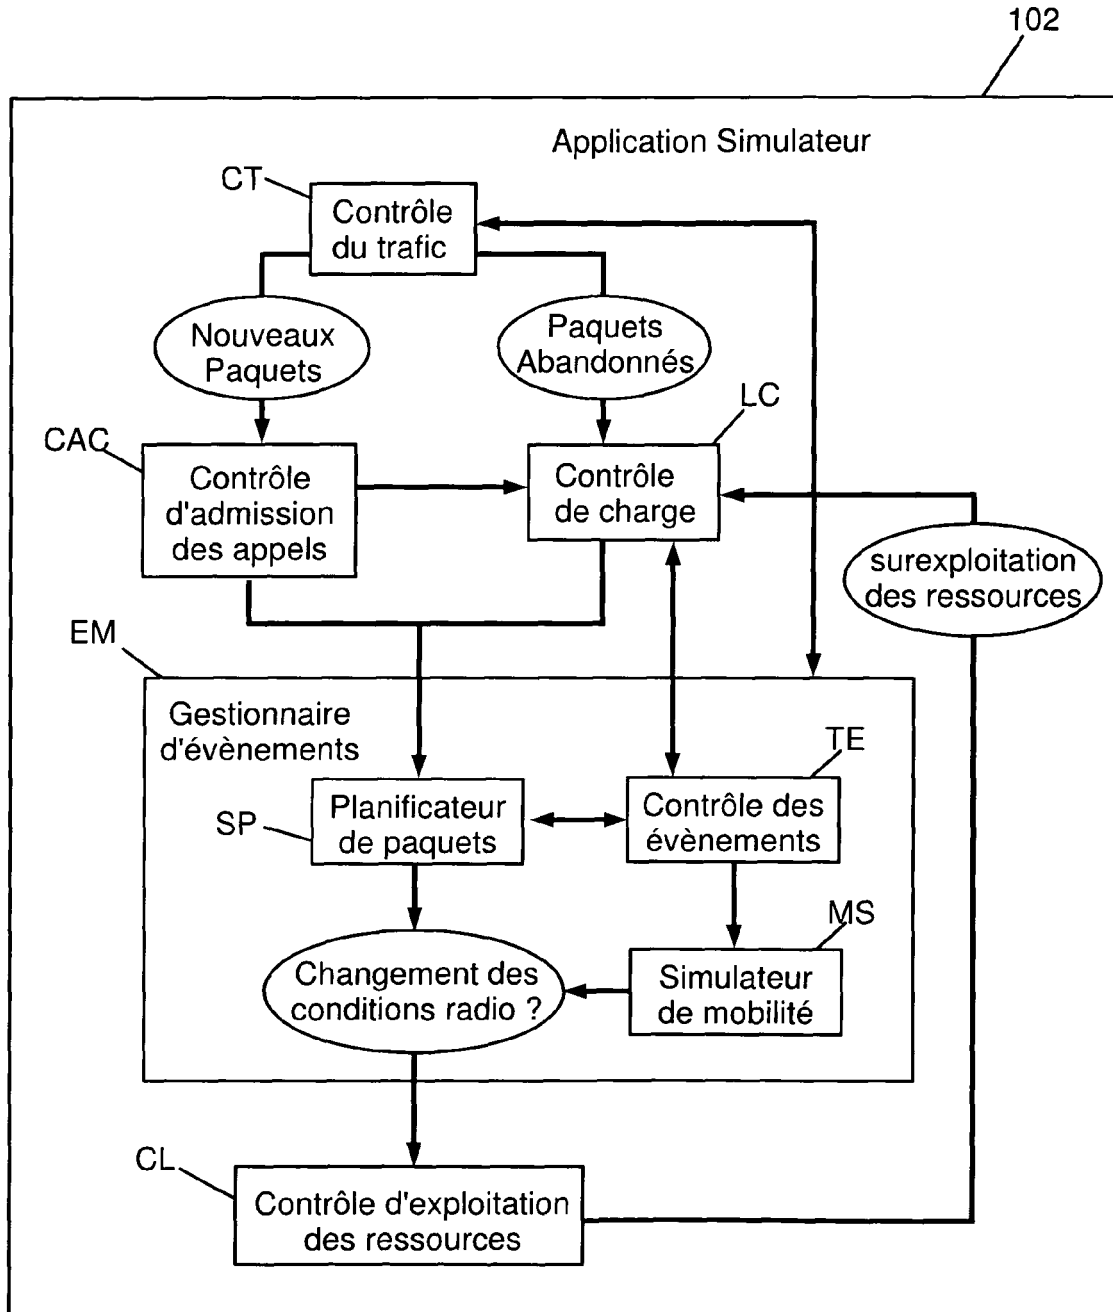 102
Application Simulateur
CT
Contrôle
du trafic
Nouveaux
Paquets
Paquets
Abandonnés
LC
CAC
Contrôle
d'admission
des appels
Contrôle
de charge
surexploitation
des ressources
EM
Gestionnaire
d'évènements
TE
SP
Planificateur
de paquets
Contrôle des
évènements
MS
Changement des
conditions radio ?
Simulateur
de mobilité
CL
Contrôle d'exploitation
des ressources